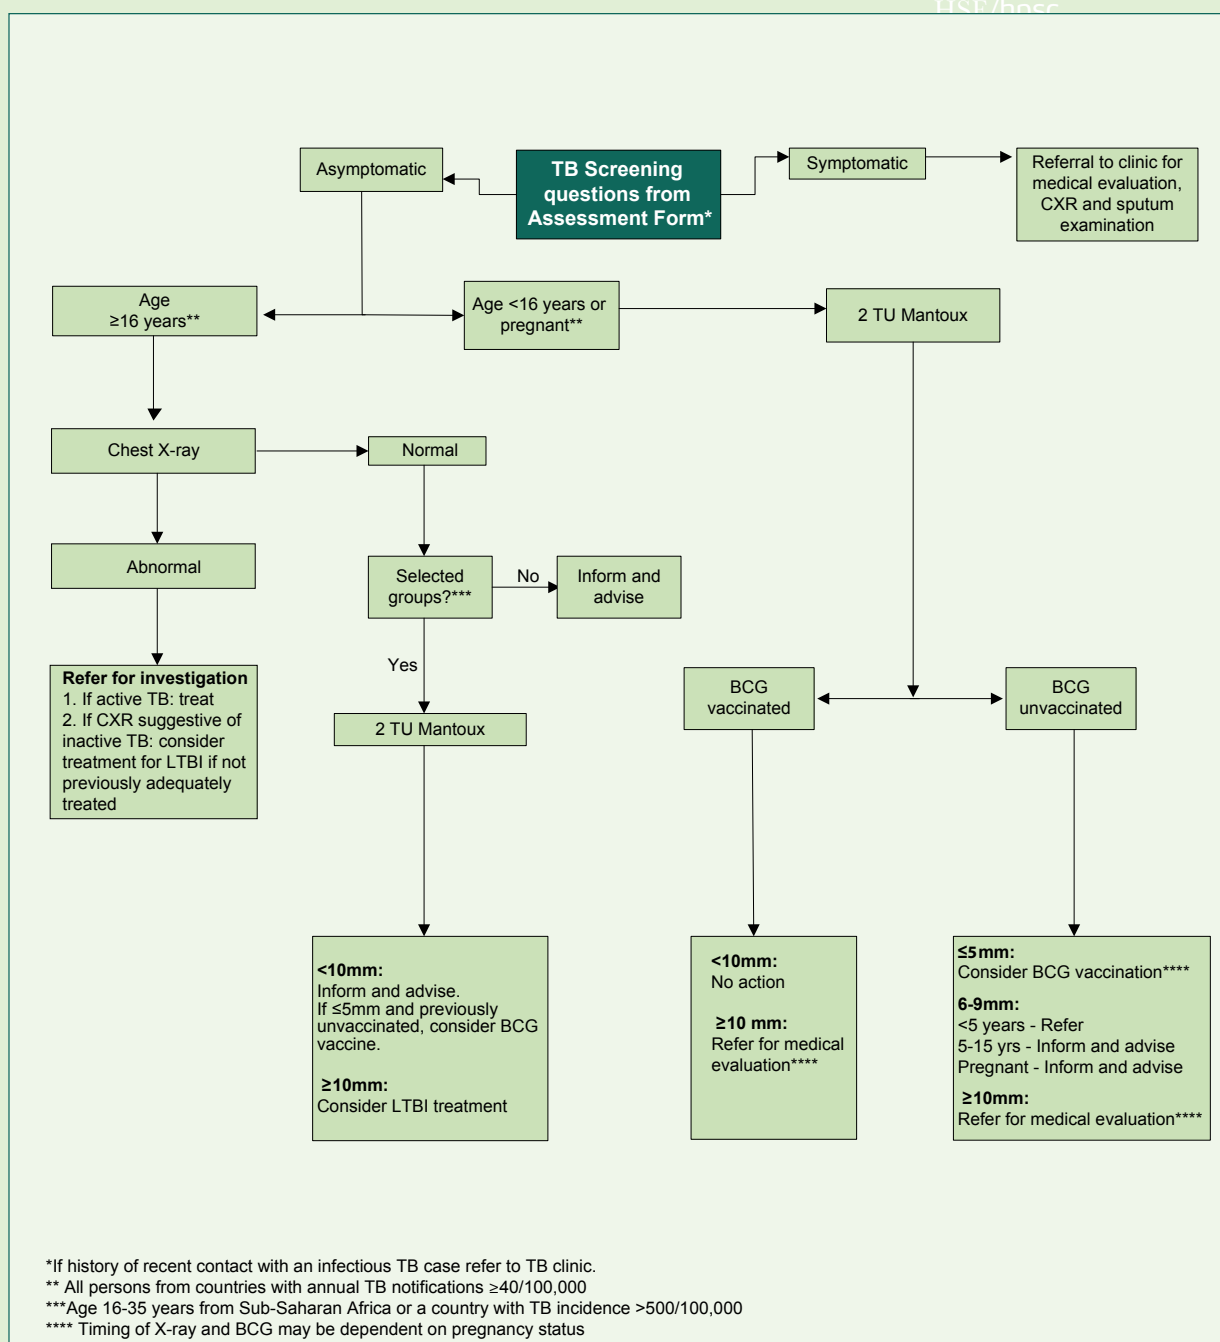 HSE/hpsc
Asymptomatic
TB Screening
questions from
Assessment Form*
Symptomatic
Referral to clinic for
medical evaluation,
CXR and sputum
examination
Age
≥16 years**
Age <16 years or
pregnant**
2 TU Mantoux
Chest X-ray
Normal
Abnormal
Selected
groups?***
No
Inform and
advise
Yes
Refer for investigation
1. If active TB: treat
2. If CXR suggestive of
inactive TB: consider
treatment for LTBI if not
previously adequately
treated
2 TU Mantoux
BCG
vaccinated
BCG
unvaccinated
<10mm:
Inform and advise.
If ≤5mm and previously
unvaccinated, consider BCG
vaccine.
≥10mm:
Consider LTBI treatment
<10mm:
No action
≥10 mm:
Refer for medical
evaluation****
≤5mm:
Consider BCG vaccination****
6-9mm:
<5 years - Refer
5-15 yrs - Inform and advise
Pregnant - Inform and advise
≥10mm:
Refer for medical evaluation****
*If history of recent contact with an infectious TB case refer to TB clinic.
** All persons from countries with annual TB notifications ≥40/100,000
***Age 16-35 years from Sub-Saharan Africa or a country with TB incidence >500/100,000
**** Timing of X-ray and BCG may be dependent on pregnancy status